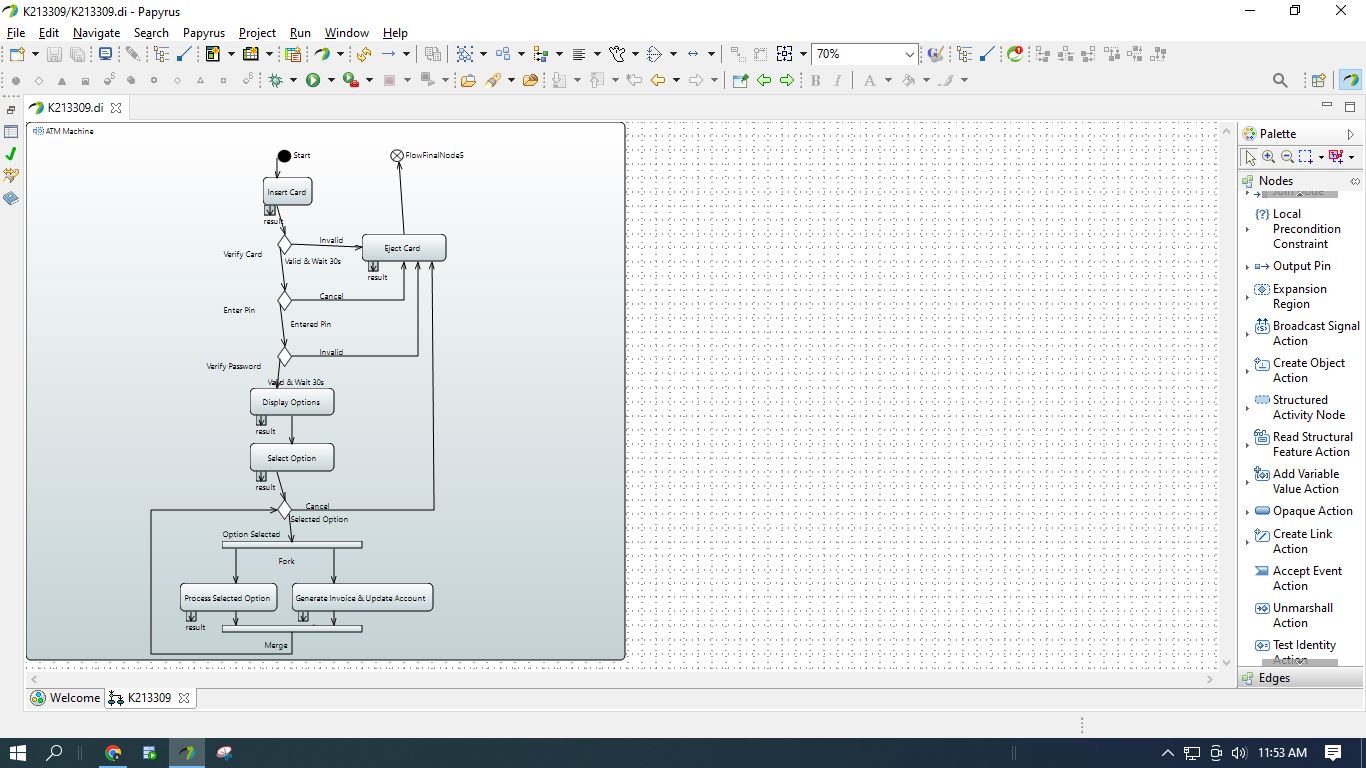 K213309/K213309.di - Papyrus
File Edit Navigate Search Papyrus Project Run Window Help
70%
B I A
K213309.di
ATM Machine
Start
FlowFinalNode5
Insert Card
result
Invalid
Eject Card
Verify Card
Valid & Wait 30s
result
Cancel
Enter Pin
Entered Pin
Invalid
Verify Password
Valid & Wait 30s
Display Options
result
Select Option
result
Cancel
Selected Option
Option Selected
Fork
Process Selected Option
Generate Invoice & Update Account
result
Merge
Palette
Nodes
Join Node
Local
Precondition
Constraint
Output Pin
Expansion
Region
Broadcast Signal
Action
Create Object
Action
Structured
Activity Node
Read Structural
Feature Action
Add Variable
Value Action
Opaque Action
Create Link
Action
Accept Event
Action
Unmarshall
Action
Test Identity
Action
Edges
Welcome
K213309
11:53 AM